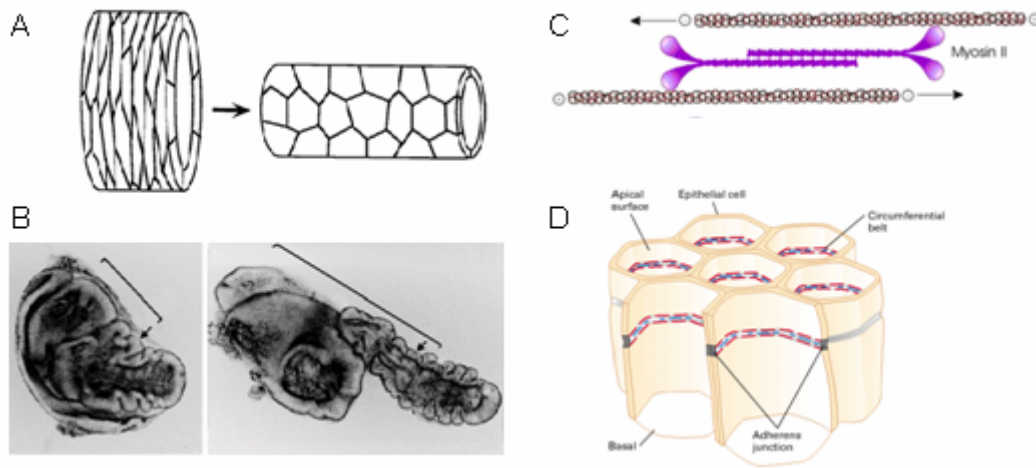 A
B
C
Myosin II
D
Apical
surface
Epithelial cell
Circumferential
belt
Adherens
junction
Basal